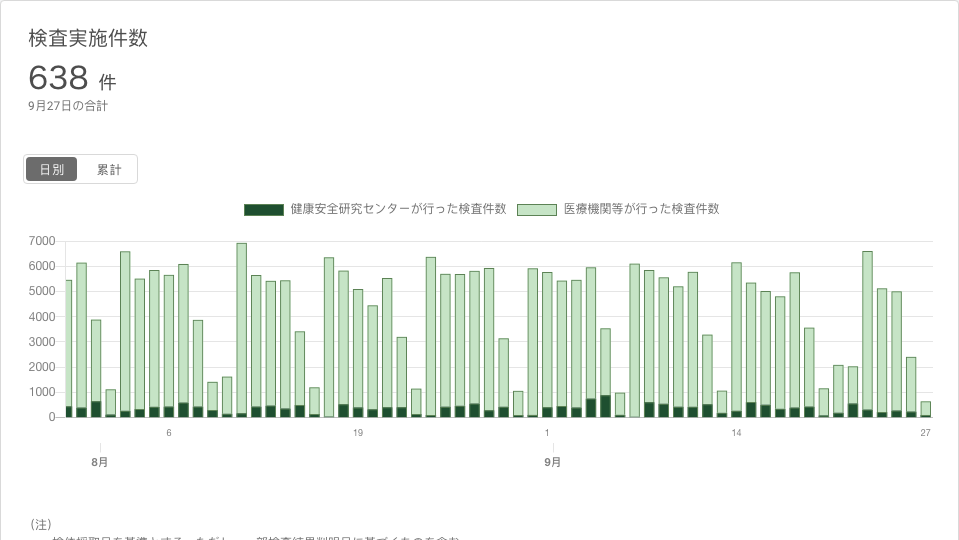 検査実施件数
638 件
9月27日の合計
日別 累計
健康安全研究センターが行った検査件数 医療機関等が行った検査件数
7000
6000
5000
4000
3000
2000
1000
0
6 19 1 14 27
8月 9月
(注)